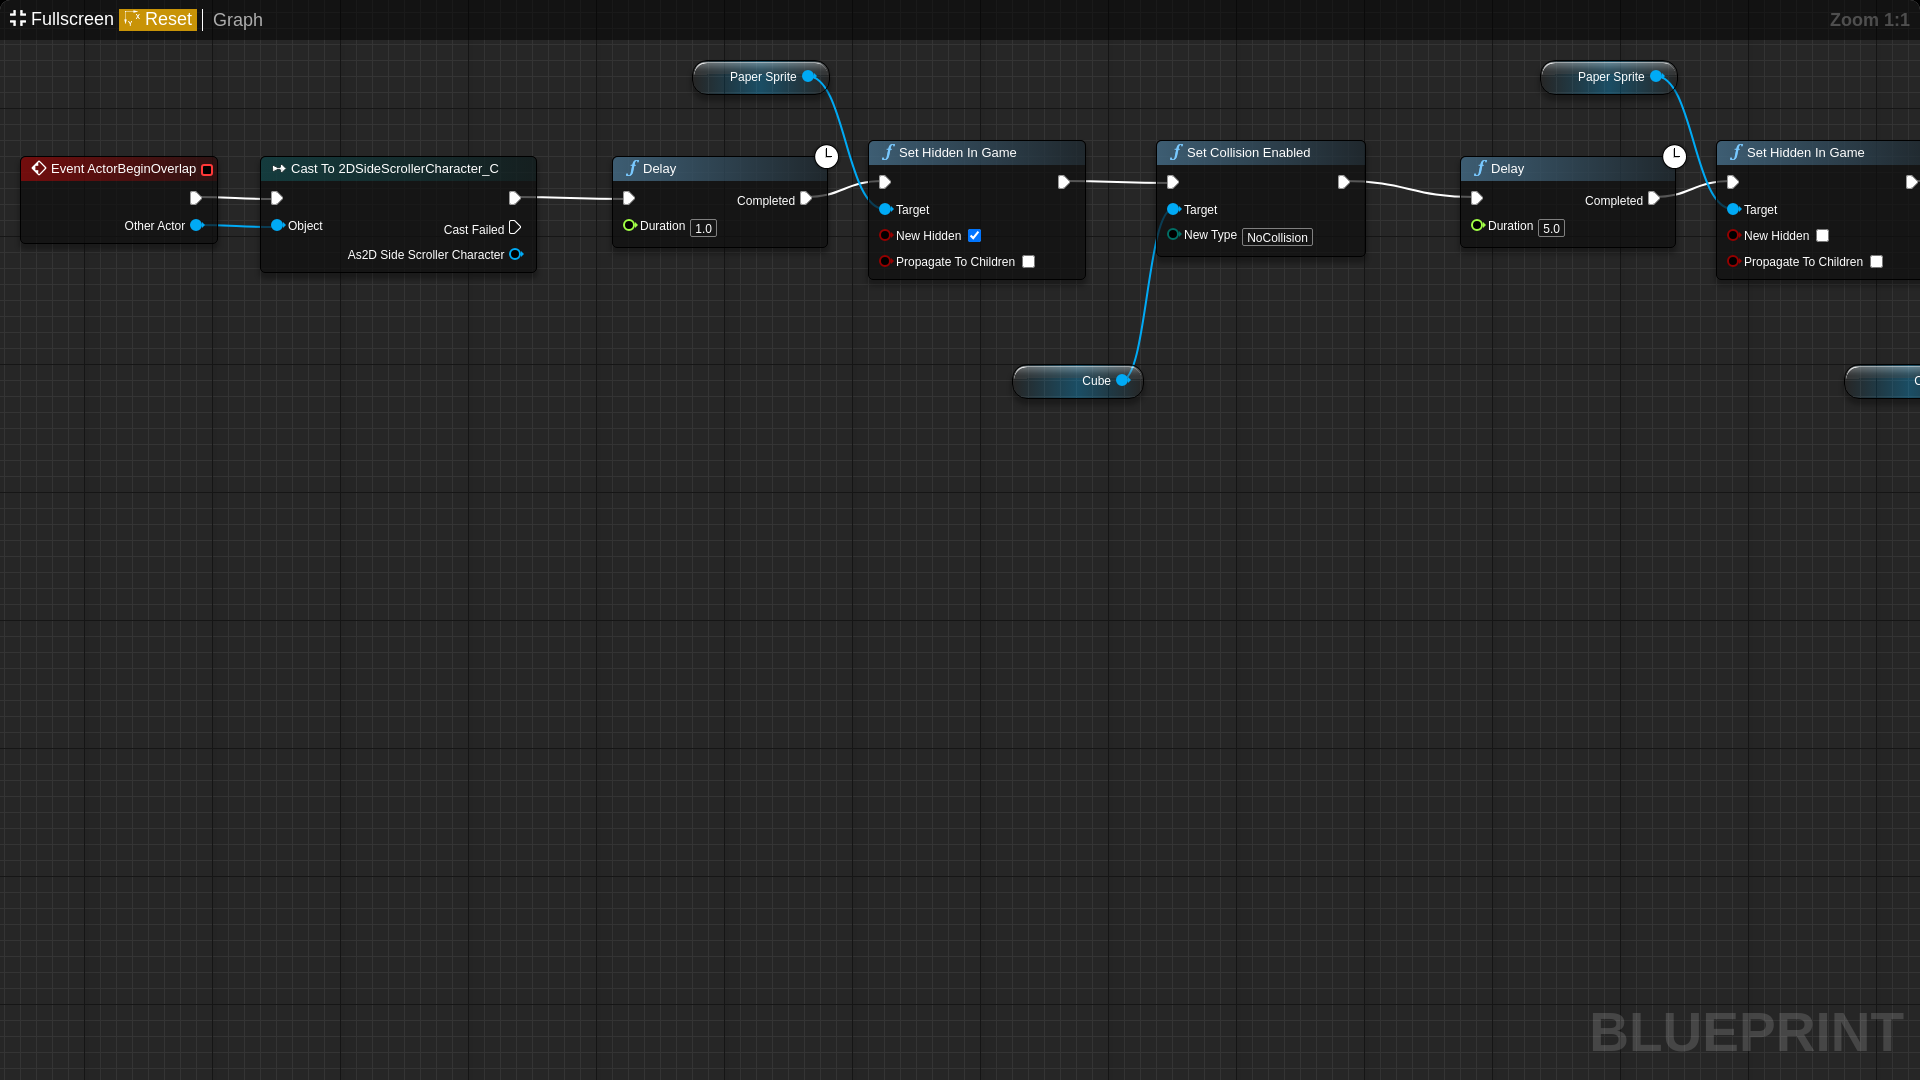 Fullscreen Reset Graph Zoom 1:1
Paper Sprite
Paper Sprite
Event ActorBeginOverlap
Other Actor
Cast To 2DSideScrollerCharacter_C
Object
Cast Failed
As2D Side Scroller Character
Delay
Completed
Duration 1.0
Set Hidden In Game
Target
New Hidden
Propagate To Children
Set Collision Enabled
Target
New Type NoCollision
Delay
Completed
Duration 5.0
Set Hidden In Game
Target
New Hidden
Propagate To Children
Cube
BLUEPRINT